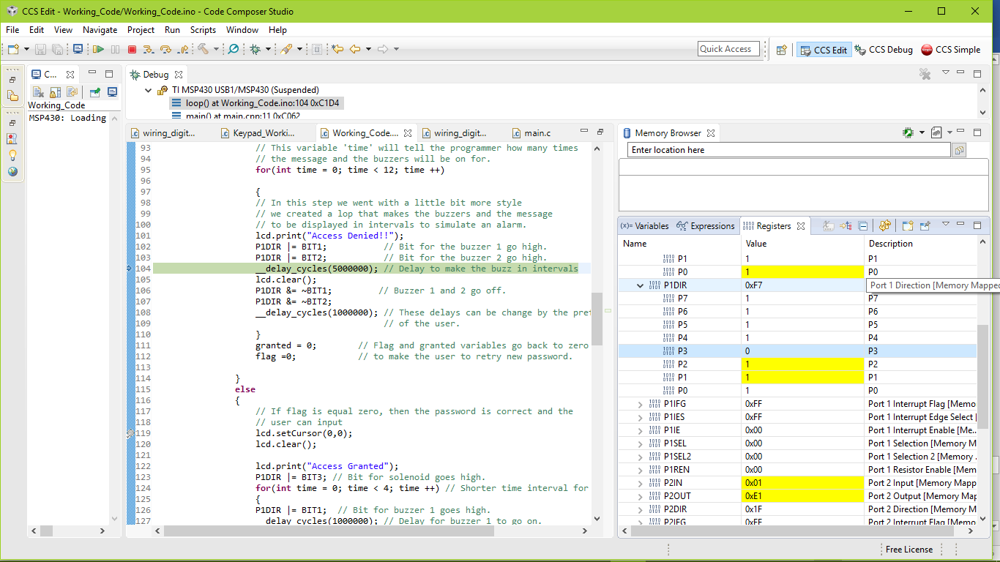 CCS Edit - Working_Code/Working_Code.ino - Code Composer Studio
File Edit View Navigate Project Run Scripts Window Help
Quick Access CCS Edit CCS Debug CCS Simple
C...
Working_Code
MSP430: Loading
Debug
TI MSP430 USB1/MSP430 (Suspended)
loop() at Working_Code.ino:104 0xC1D4
main() at main.cpp:11 0xC062
wiring_digit... Keypad_Worki... Working_Code.... wiring_digit... main.c
93 // This variable 'time' will tell the programmer how many times
94 // the message and the buzzers will be on for.
95 for(int time = 0; time < 12; time ++)
96
97 {
98 // In this step we went with a little bit more style
99 // we created a lop that makes the buzzers and the message
100 // to be displayed in intervals to simulate an alarm.
101 lcd.print("Access Denied!!");
102 P1DIR |= BIT1; // Bit for the buzzer 1 go high.
103 P1DIR |= BIT2; // Bit for the buzzer 2 go high.
104 __delay_cycles(5000000); // Delay to make the buzz in intervals
105 lcd.clear();
106 P1DIR &= ~BIT1; // Buzzer 1 and 2 go off.
107 P1DIR &= ~BIT2;
108 __delay_cycles(1000000); // These delays can be change by the pref
109 // of the user.
110 }
111 granted = 0; // Flag and granted variables go back to zero
112 flag =0; // to make the user to retry new password.
113
114 }
115 else
116 {
117 // If flag is equal zero, then the password is correct and the
118 // user can input
119 lcd.setCursor(0,0);
120 lcd.clear();
121
122 lcd.print("Access Granted");
123 P1DIR |= BIT3; // Bit for solenoid goes high.
124 for(int time = 0; time < 4; time ++) // Shorter time interval for
125 {
126 P1DIR |= BIT1; // Bit for buzzer 1 goes high.
127 __delay_cycles(1000000); // Delay for buzzer 1 to go on.
Memory Browser
Enter location here
(x)= Variables Expressions Registers
Name Value Description
P1 1 P1
P0 1 P0
P1DIR 0xF7 Port 1 Direction [Memory Mapped
P7 1 P7
P6 1 P6
P5 1 P5
P4 1 P4
P3 0 P3
P2 1 P2
P1 1 P1
P0 1 P0
P1IFG 0xFF Port 1 Interrupt Flag [Memo
P1IES 0xFF Port 1 Interrupt Edge Select [
P1IE 0x00 Port 1 Interrupt Enable [Me..
P1SEL 0x00 Port 1 Selection [Memory M
P1SEL2 0x00 Port 1 Selection 2 [Memory .
P1REN 0x00 Port 1 Resistor Enable [Mem
P2IN 0x01 Port 2 Input [Memory Mapp
P2OUT 0xE1 Port 2 Output [Memory Map
P2DIR 0x1F Port 2 Direction [Memory M
P2IFG 0xFF Port 2 Interrupt Flag [Memo
Free License